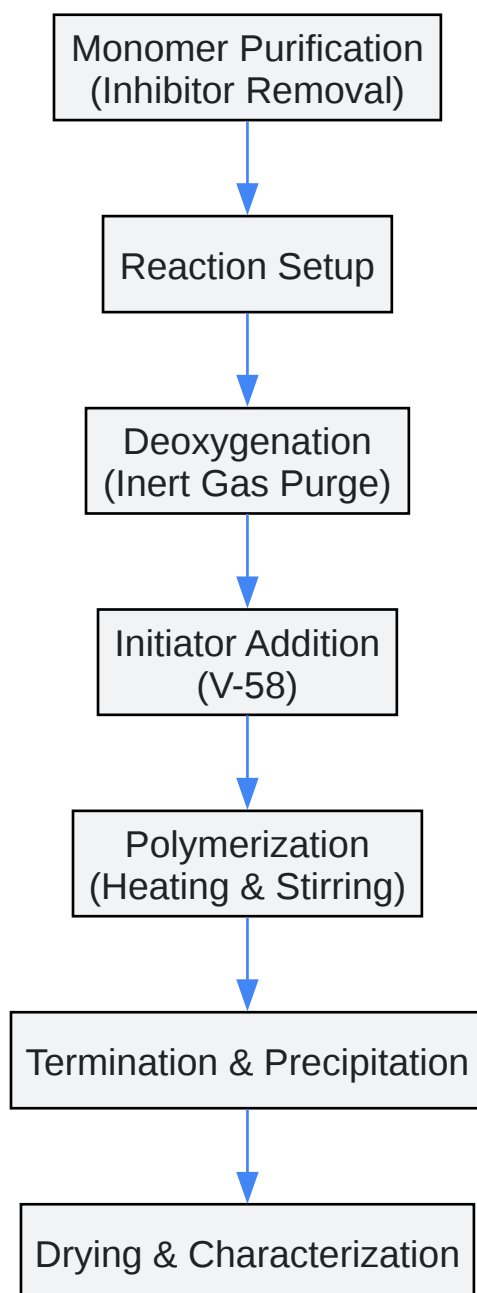 Monomer Purification
(Inhibitor Removal)
Reaction Setup
Deoxygenation
(Inert Gas Purge)
Initiator Addition
(V-58)
Polymerization
(Heating & Stirring)
Termination & Precipitation
Drying & Characterization